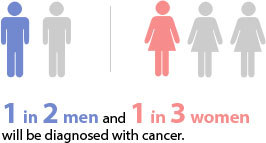 1 in 2 men and 1 in 3 women
will be diagnosed with cancer.